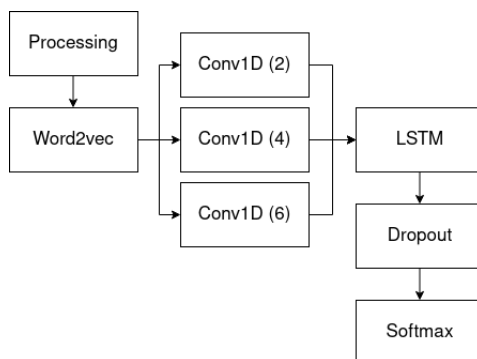 Processing
Word2vec
Conv1D (2)
Conv1D (4)
Conv1D (6)
LSTM
Dropout
Softmax